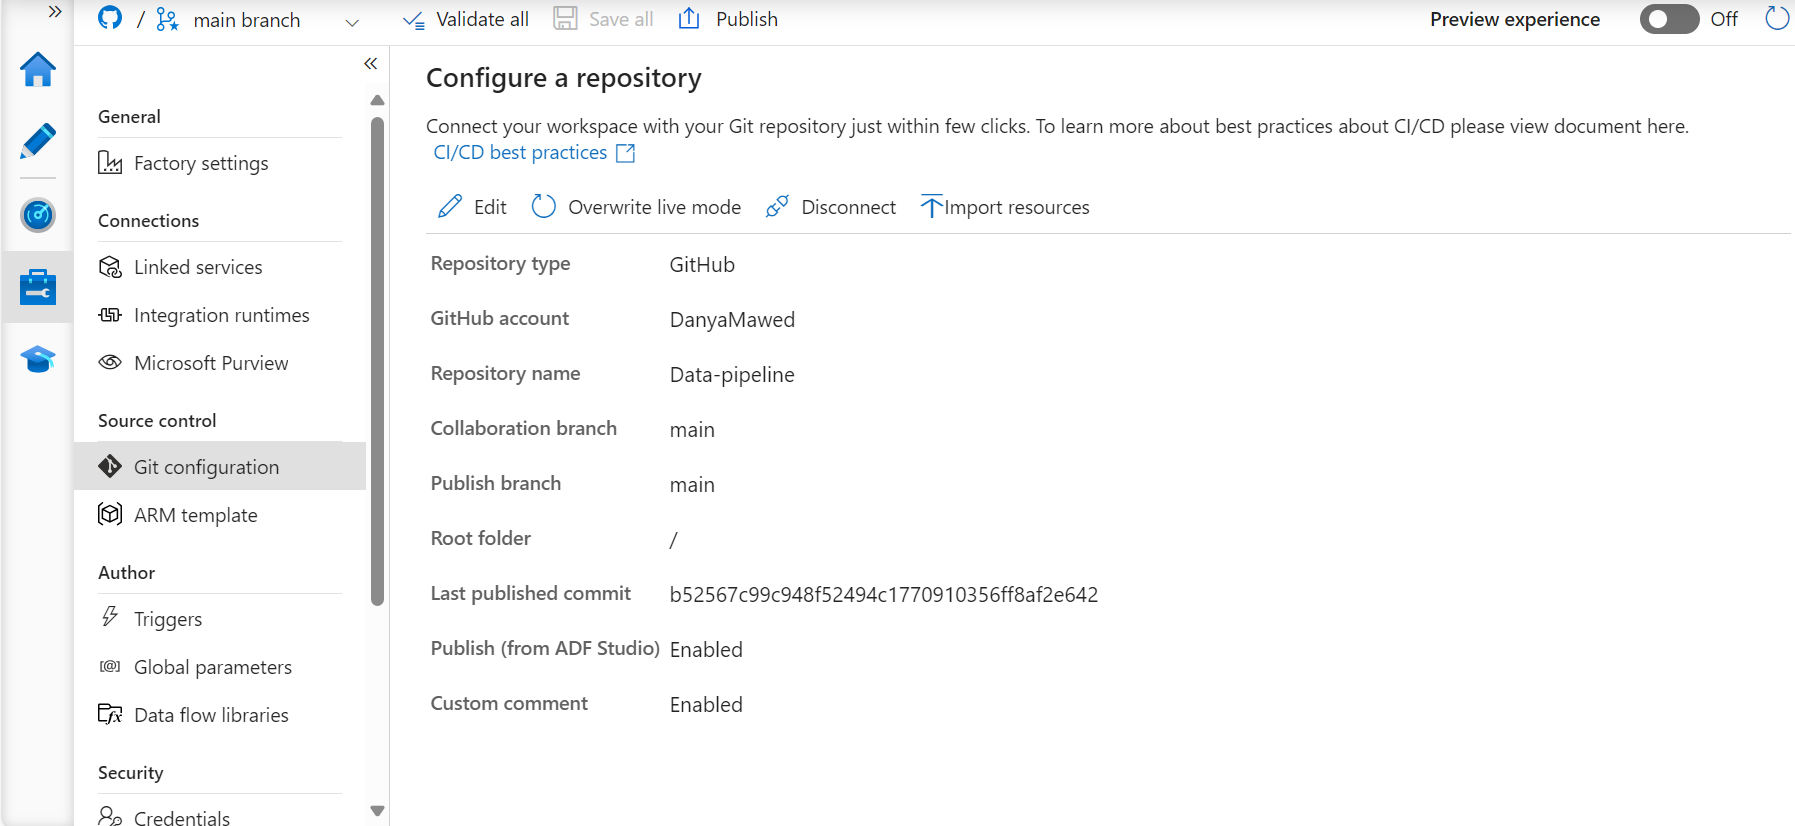 / main branch Validate all Save all Publish Preview experience Off
General
Factory settings
Connections
Linked services
Integration runtimes
Microsoft Purview
Source control
Git configuration
ARM template
Author
Triggers
Global parameters
Data flow libraries
Security
Credentials
Configure a repository
Connect your workspace with your Git repository just within few clicks. To learn more about best practices about CI/CD please view document here.
CI/CD best practices
Edit Overwrite live mode Disconnect Import resources
Repository type GitHub
GitHub account DanyaMawed
Repository name Data-pipeline
Collaboration branch main
Publish branch main
Root folder /
Last published commit b52567c99c948f52494c1770910356ff8af2e642
Publish (from ADF Studio) Enabled
Custom comment Enabled